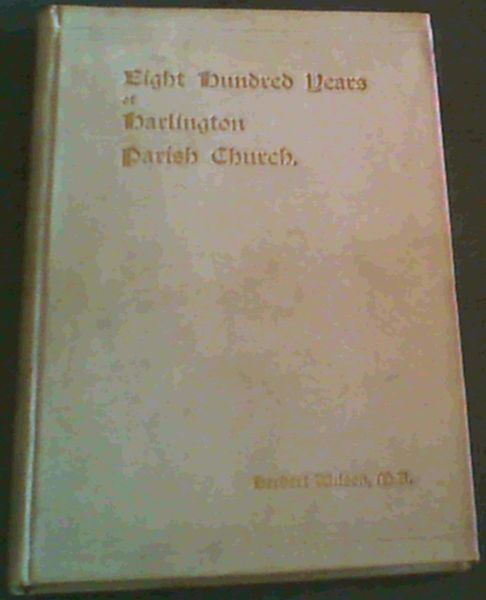 Eight Hundred Years
of
Harlington
Parish Church.
Herbert Wilson, M.A.